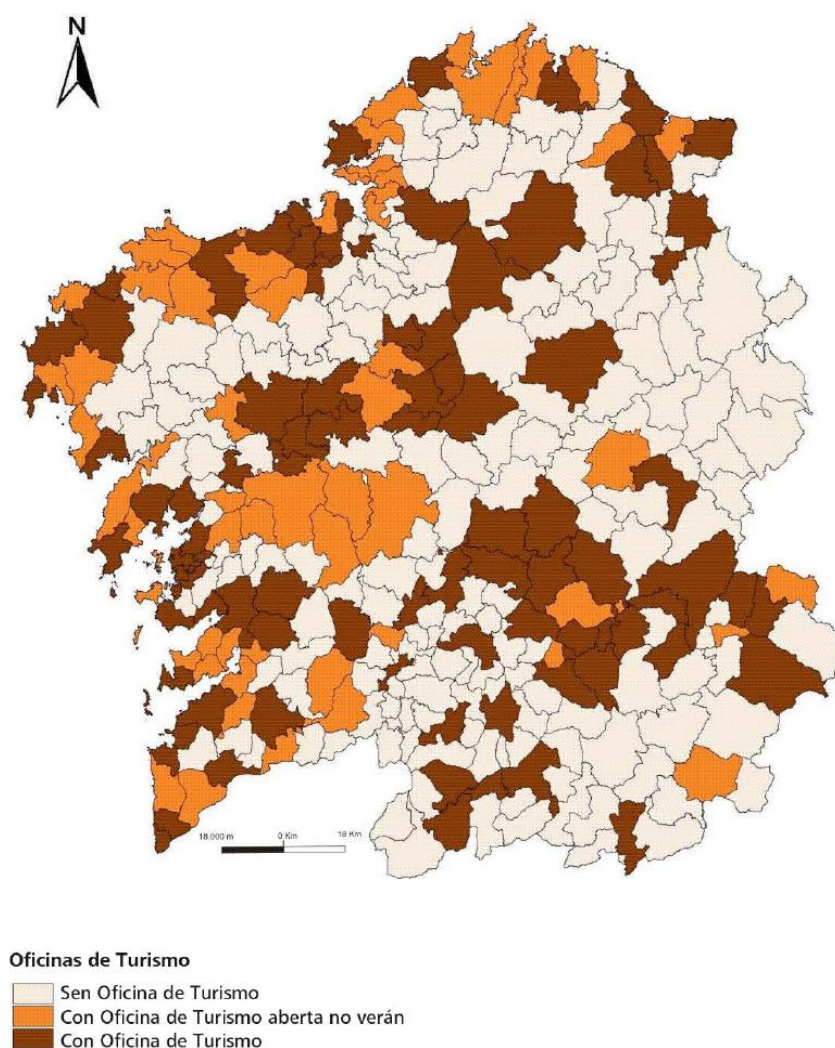 N
18.000 m 0 Km 18 Km
Oficinas de Turismo
Sen Oficina de Turismo
Con Oficina de Turismo aberta no verán
Con Oficina de Turismo